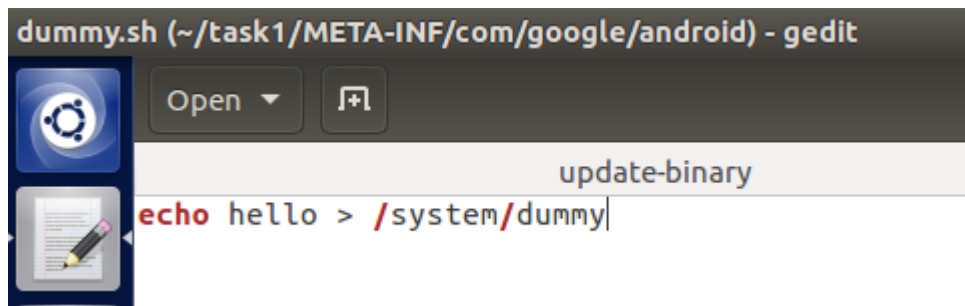 dummy.sh (~/task1/META-INF/com/google/android) - gedit
Open
update-binary
echo hello > /system/dummy